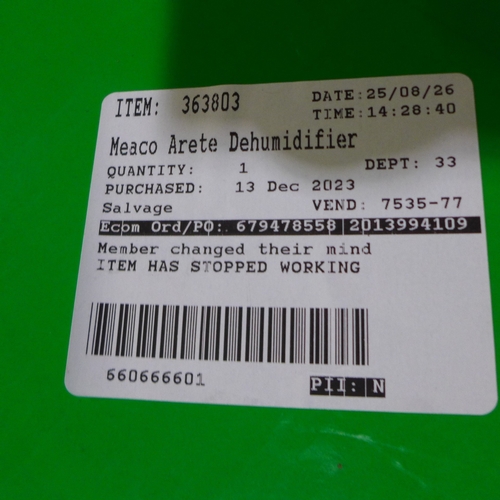 ITEM: 363803 DATE:25/08/26
TIME:14:28:40
Meaco Arete Dehumidifier
QUANTITY: 1 DEPT: 33
PURCHASED: 13 Dec 2023
Salvage VEND: 7535-77
Ecom Ord/PO: 679478558 2013994109
Member changed their mind
ITEM HAS STOPPED WORKING
660666601 PII: N